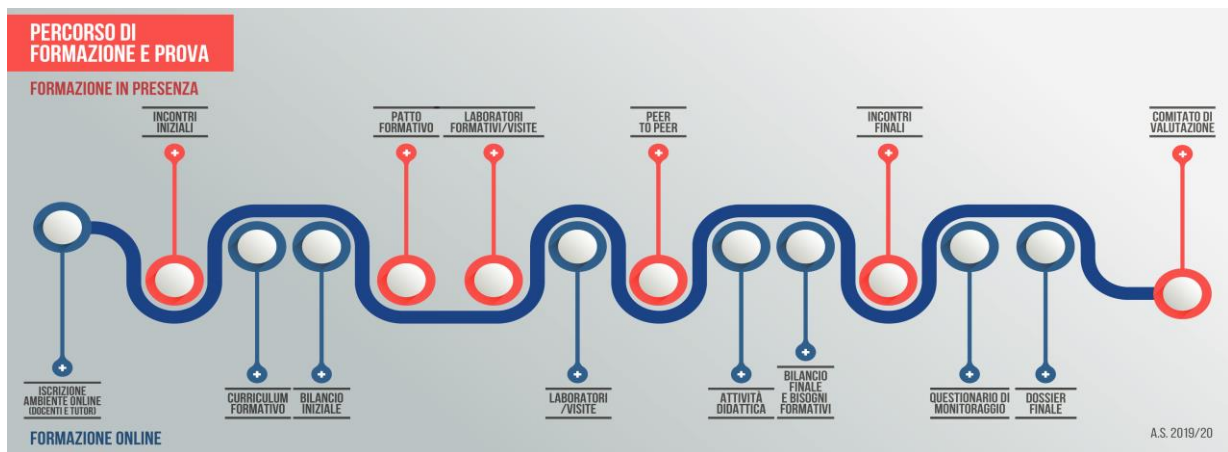 PERCORSO DI
FORMAZIONE E PROVA
FORMAZIONE IN PRESENZA
INCONTRI
INIZIALI
PATTO
FORMATIVO
LABORATORI
FORMATIVI/VISITE
PEER
TO PEER
INCONTRI
FINALI
COMITATO DI
VALUTAZIONE
ISCRIZIONE
AMBIENTE ONLINE
(DOCENTI E TUTOR)
CURRICULUM
FORMATIVO
BILANCIO
INIZIALE
LABORATORI
/VISITE
ATTIVITÀ
DIDATTICA
BILANCIO
FINALE
E BISOGNI
FORMATIVI
QUESTIONARIO DI
MONITORAGGIO
DOSSIER
FINALE
FORMAZIONE ONLINE
A.S. 2019/20